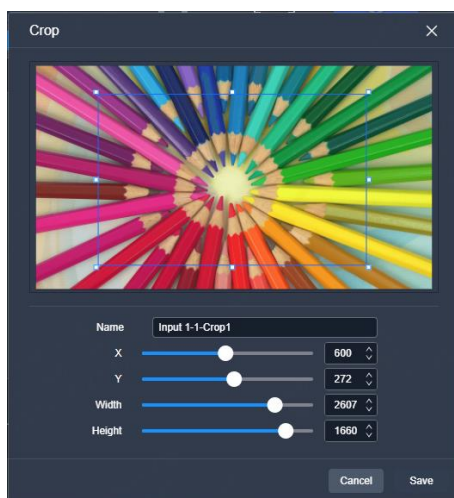 Crop
Name Input 1-1-Crop1
X 600
Y 272
Width 2607
Height 1660
Cancel Save